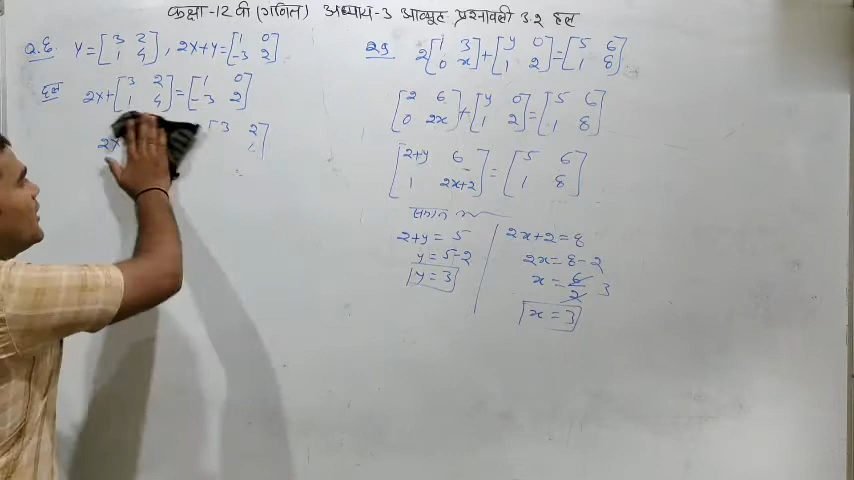 कक्षा-12 वी (गणित) अध्याय-3 आव्यूह प्रश्नावली 3.2 हल
Q.8. Y=[3 2; 1 4], 2X+Y=[1 0; -3 2]
हल 2X+[3 2; 1 4]=[1 0; -3 2]
2X
3 2
Q.9 2[1 3; 0 x]+[y 0; 1 2]=[5 6; 1 8]
[2 6; 0 2x]+[y 0; 1 2]=[5 6; 1 8]
[2+y 6; 1 2x+2]=[5 6; 1 8]
2+y=5
y=5-2
y=3
2x+2=8
2x=8-2
x=6/2 3
x=3